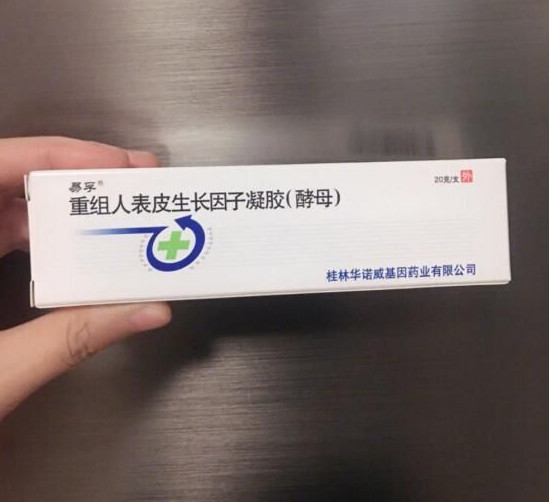 易孚®
20克/支 外
重组人表皮生长因子凝胶(酵母)
桂林华诺威基因药业有限公司